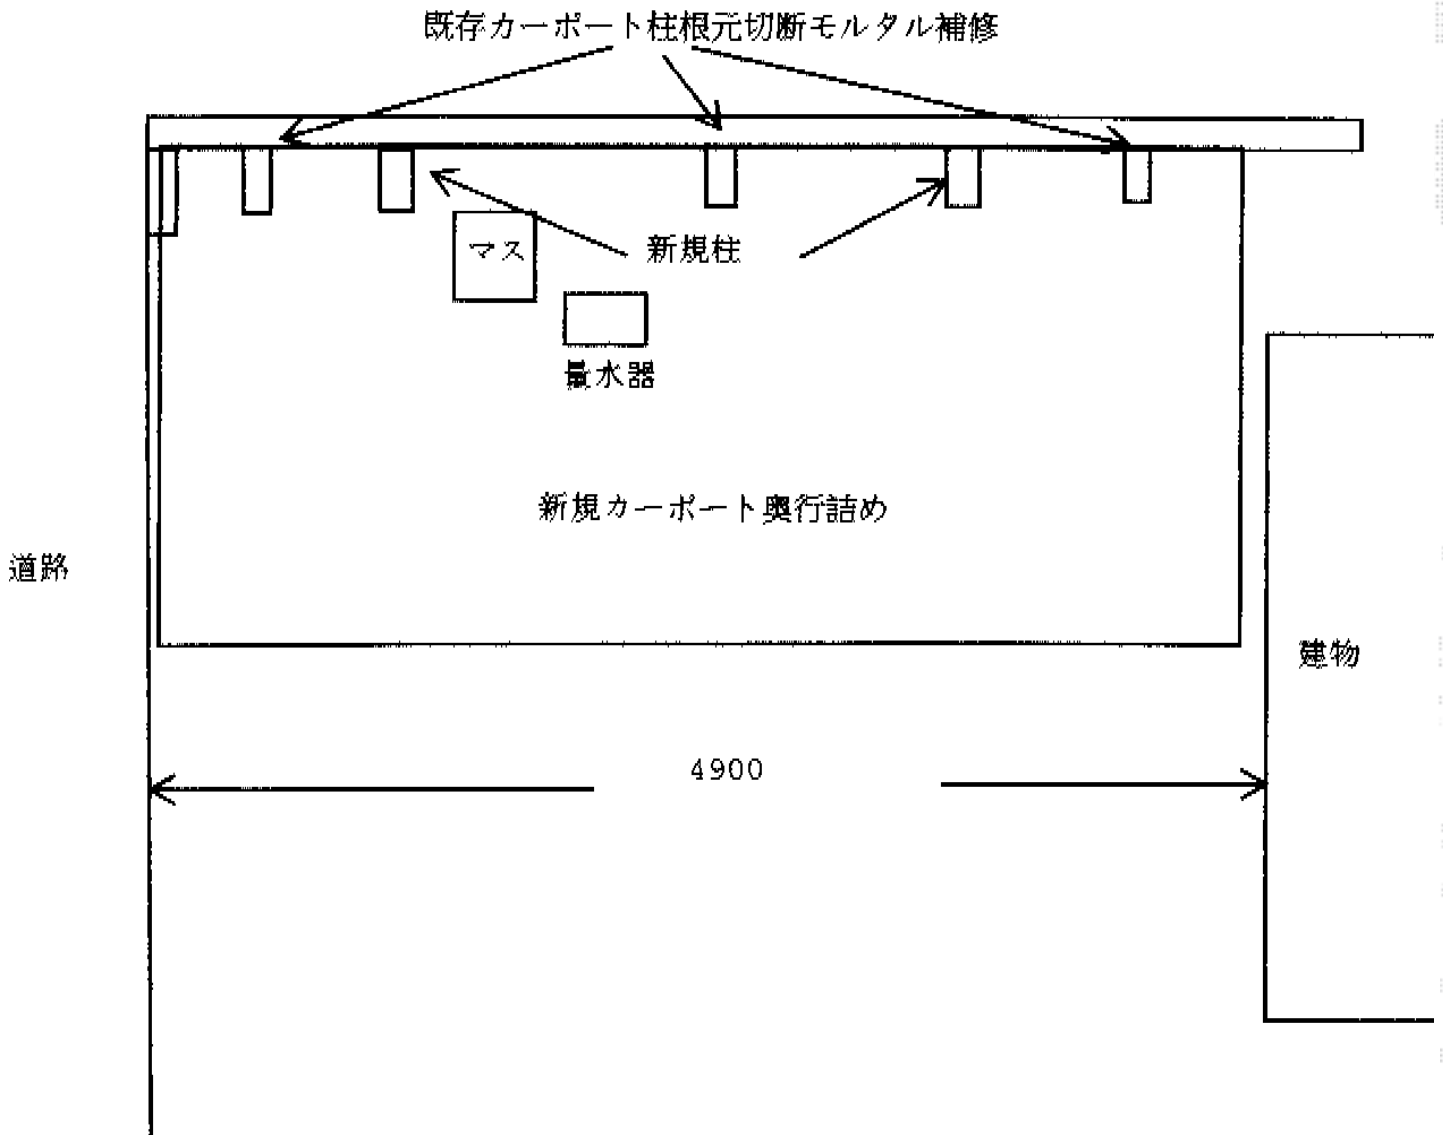 既存カーポート柱根元切断モルタル補修
マス
新規柱
量水器
新規カーポート奥行詰め
道路
建物
4900